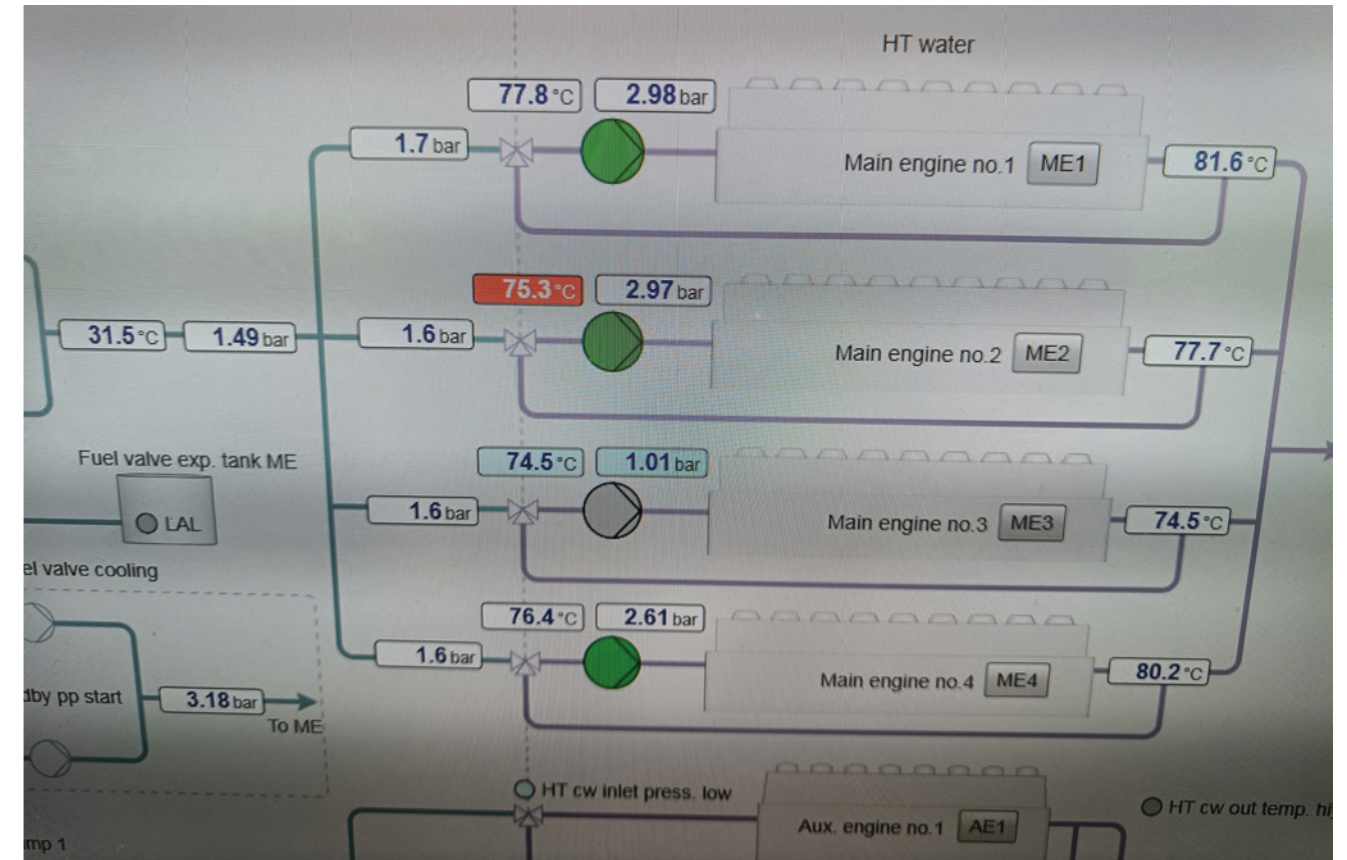 HT water
77.8 °C
2.98 bar
1.7 bar
Main engine no.1
ME1
81.6 °C
75.3 °C
2.97 bar
31.5 °C
1.49 bar
1.6 bar
Main engine no.2
ME2
77.7 °C
Fuel valve exp. tank ME
LAL
74.5 °C
1.01 bar
1.6 bar
Main engine no.3
ME3
74.5 °C
el valve cooling
76.4 °C
2.61 bar
1.6 bar
Main engine no.4
ME4
80.2 °C
dby pp start
3.18 bar
To ME
HT cw inlet press. low
Aux. engine no.1
AE1
HT cw out temp. hi
mp 1